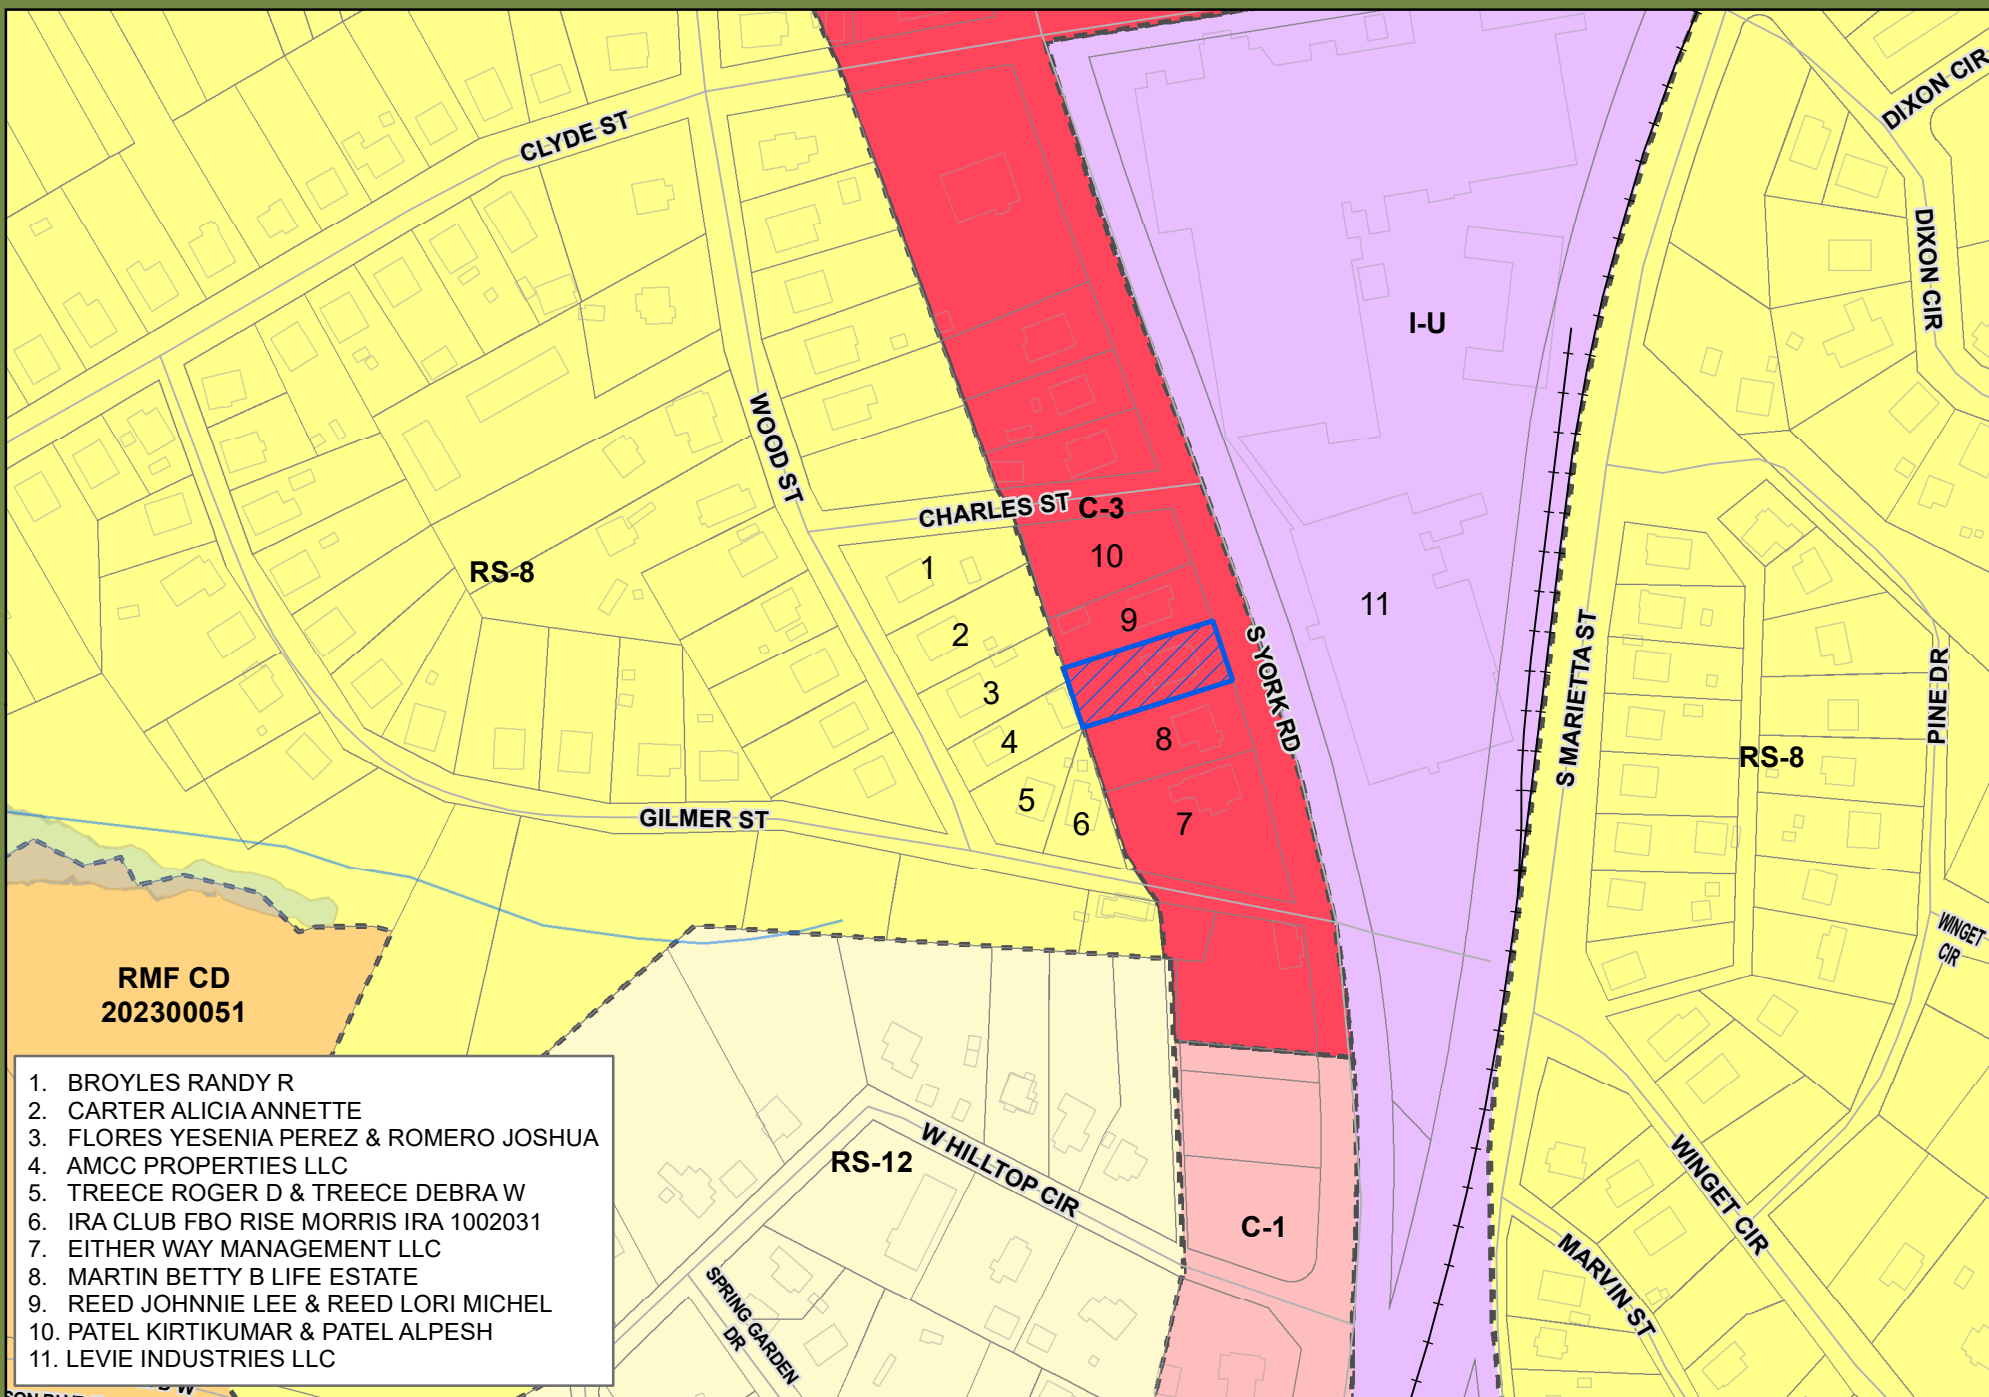 DIXON CIR
CLYDE ST
DIXON CIR
I-U
WOOD ST
CHARLES ST
C-3
10
RS-8
1
11
9
2
S YORK RD
S MARIETTA ST
PINE DR
3
4
8
RS-8
5
6
7
GILMER ST
WINGET
CIR
RMF CD
202300051
W HILLTOP CIR
RS-12
C-1
WINGET CIR
MARVIN ST
SPRING GARDEN
DR
1. BROYLES RANDY R
2. CARTER ALICIA ANNETTE
3. FLORES YESENIA PEREZ & ROMERO JOSHUA
4. AMCC PROPERTIES LLC
5. TREECE ROGER D & TREECE DEBRA W
6. IRA CLUB FBO RISE MORRIS IRA 1002031
7. EITHER WAY MANAGEMENT LLC
8. MARTIN BETTY B LIFE ESTATE
9. REED JOHNNIE LEE & REED LORI MICHEL
10. PATEL KIRTIKUMAR & PATEL ALPESH
11. LEVIE INDUSTRIES LLC